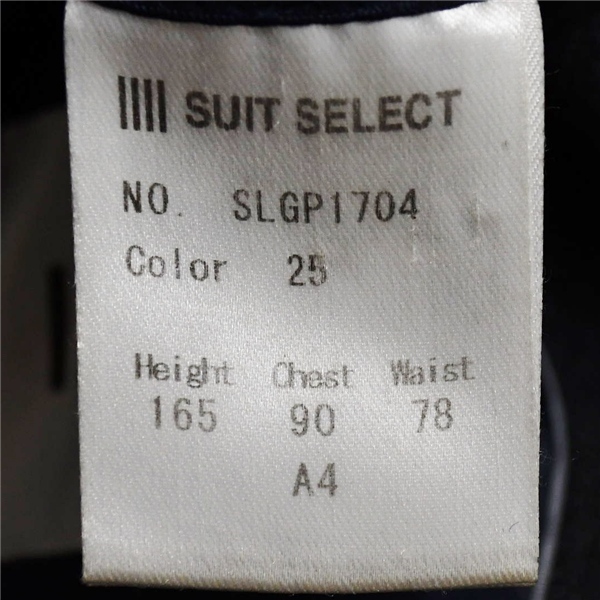 SUIT SELECT
NO. SLGP1704
Color 25
Height Chest Waist
165 90 78
A4